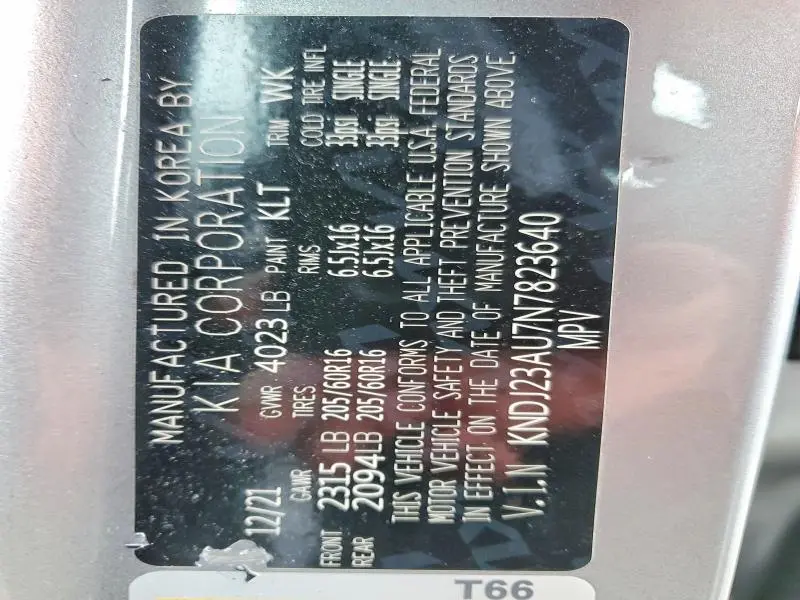 MANUFACTURED IN KOREA BY
KIA CORPORATION
12/21 GVWR 4023 LB PAINT KLT TRIM WK
GAWR TIRES RIMS COLD TIRE INFL
FRONT 2315 LB 205/60R16 6.5Jx16 33psi SINGLE
REAR 2094LB 205/60R16 6.5Jx16 33psi SINGLE
THIS VEHICLE CONFORMS TO ALL APPLICABLE U.S.A. FEDERAL
MOTOR VEHICLE SAFETY AND THEFT PREVENTION STANDARDS
IN EFFECT ON THE DATE OF MANUFACTURE SHOWN ABOVE.
V.I.N KNDJ23AU7N7823640
MPV
T66